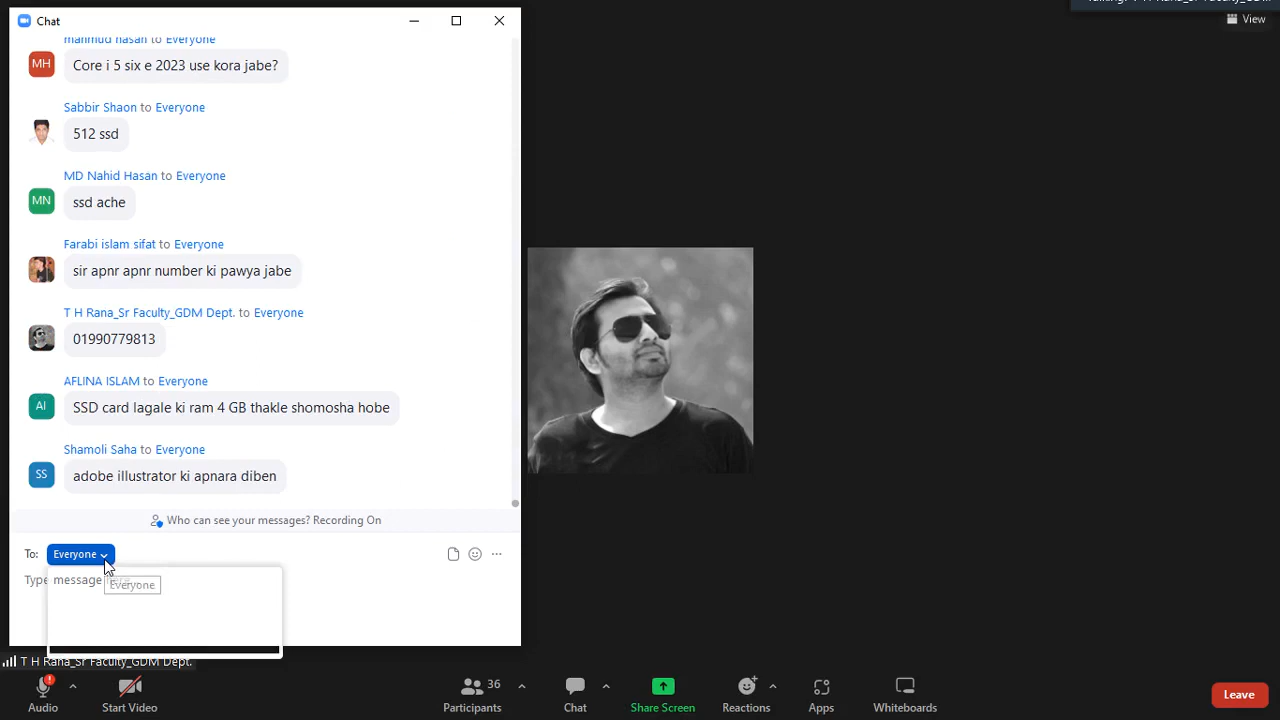 Chat
View
mahmud hasan to Everyone
MH
Core i 5 six e 2023 use kora jabe?
Sabbir Shaon to Everyone
512 ssd
MD Nahid Hasan to Everyone
MN
ssd ache
Farabi islam sifat to Everyone
sir apnr apnr number ki pawya jabe
T H Rana_Sr Faculty_GDM Dept. to Everyone
01990779813
AFLINA ISLAM to Everyone
AI
SSD card lagale ki ram 4 GB thakle shomosha hobe
Shamoli Saha to Everyone
SS
adobe illustrator ki apnara diben
Who can see your messages? Recording On
To: Everyone
Type message
Everyone
T H Rana_Sr Faculty_GDM Dept.
Audio
Start Video
36
Participants
Chat
Share Screen
Reactions
Apps
Whiteboards
Leave